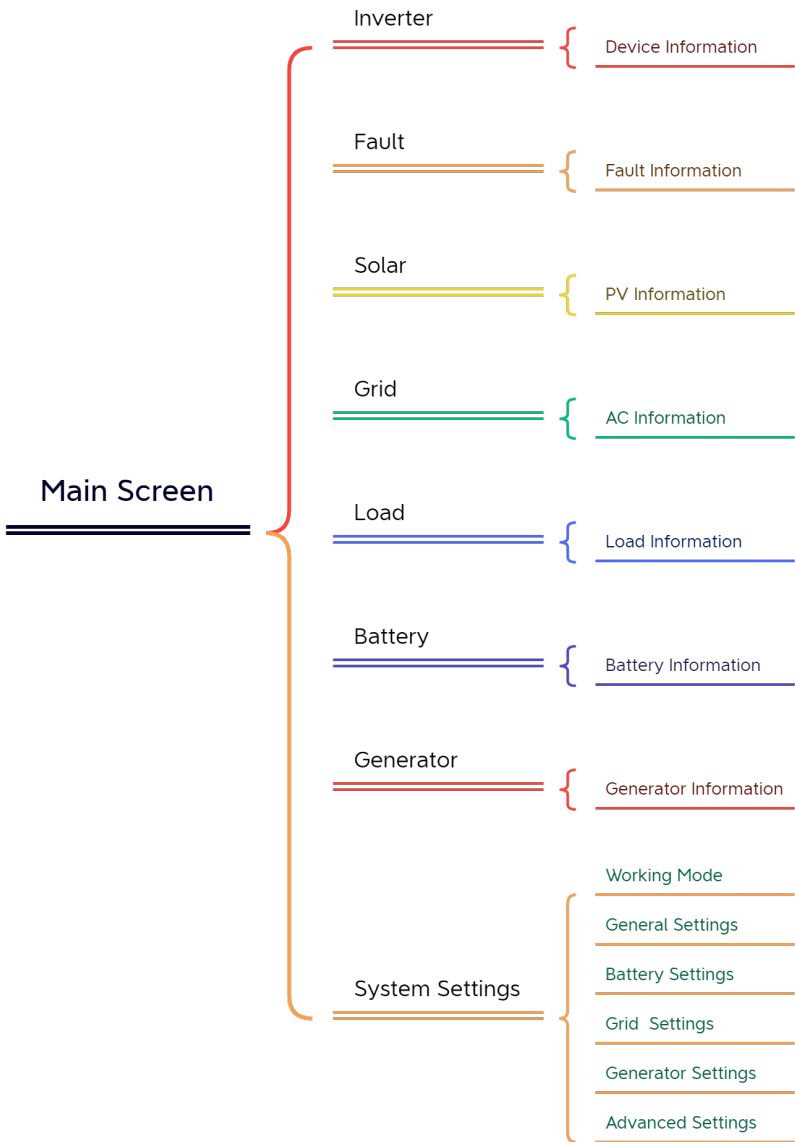 Inverter
Device Information
Fault
Fault Information
Solar
PV Information
Grid
AC Information
Main Screen
Load
Load Information
Battery
Battery Information
Generator
Generator Information
System Settings
Working Mode
General Settings
Battery Settings
Grid  Settings
Generator Settings
Advanced Settings